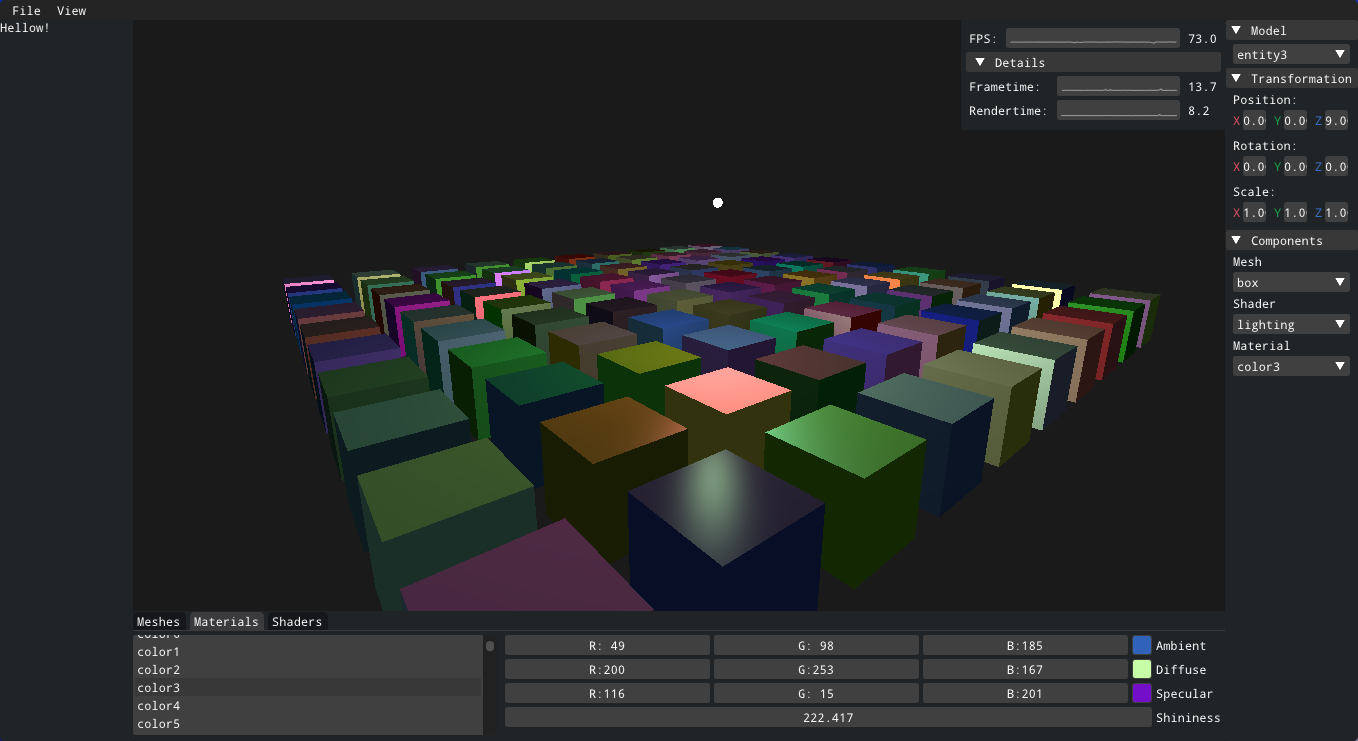 File View
Hellow!
FPS: 73.0
Details
Frametime: 13.7
Rendertime: 8.2
Model
entity3
Transformation
Position:
X 0.0 Y 0.0 Z 9.0
Rotation:
X 0.0 Y 0.0 Z 0.0
Scale:
X 1.0 Y 1.0 Z 1.0
Components
Mesh
box
Shader
lighting
Material
color3
Meshes Materials Shaders
color0
color1
color2
color3
color4
color5
R: 49 G: 98 B:185 Ambient
R:200 G:253 B:167 Diffuse
R:116 G: 15 B:201 Specular
222.417 Shininess